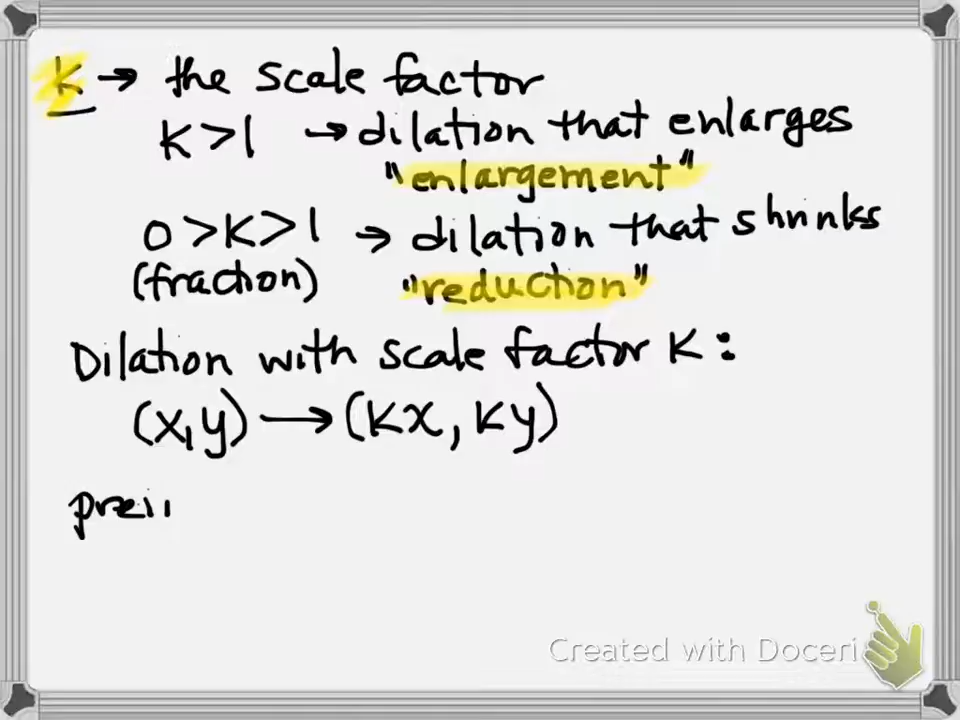 K → the scale factor
K > 1 → dilation that enlarges
"enlargement"
0 > K > 1 → dilation that shrinks
(fraction) "reduction"
Dilation with scale factor K :
(x, y) → (Kx, Ky)
Created with Doceri